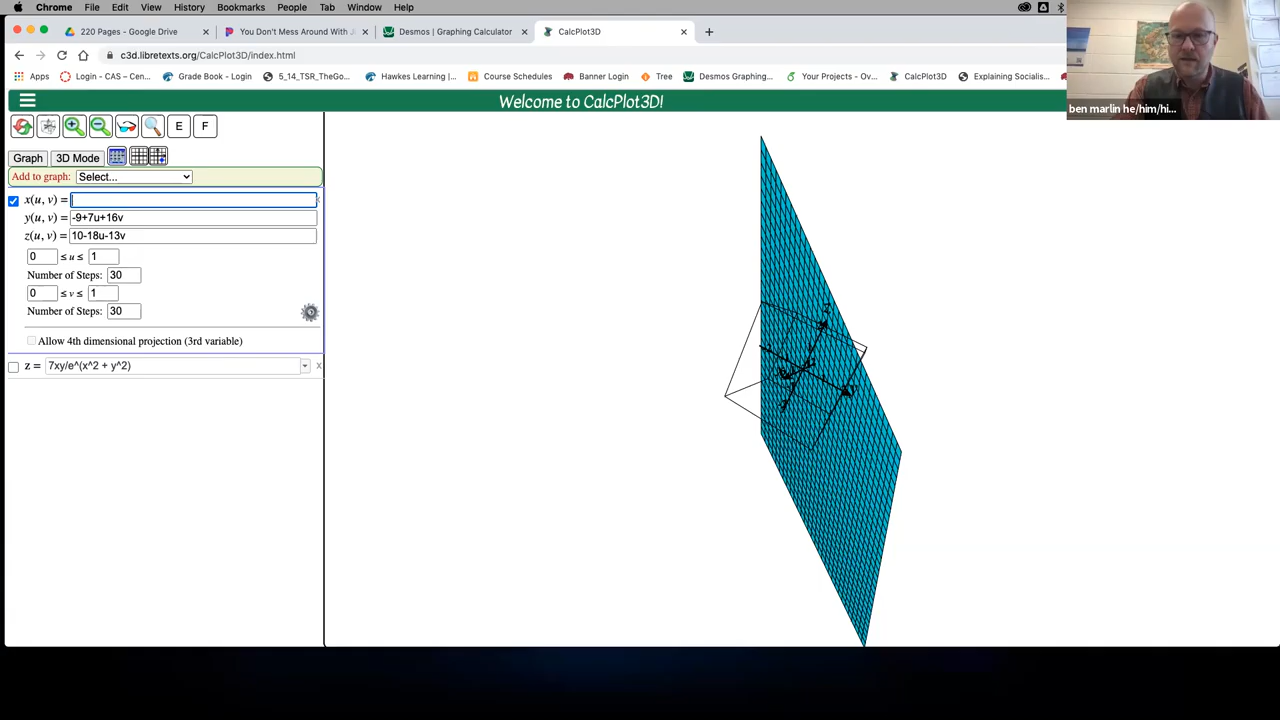 Chrome File Edit View History Bookmarks People Tab Window Help
220 Pages - Google Drive × You Don't Mess Around With × Desmos | Graphing Calculator × CalcPlot3D × +
c3d.libretexts.org/CalcPlot3D/index.html
Apps Login - CAS – Cen... Grade Book - Login 5_14_TSR_TheGo... Hawkes Learning |... Course Schedules Banner Login Tree Desmos Graphing... Your Projects - Ov... CalcPlot3D Explaining Socialis...
ben marlin he/him/hi...
Welcome to CalcPlot3D!
E F
Graph 3D Mode
Add to graph: Select...
x(u, v) = x
y(u, v) = -9+7u+16v
z(u, v) = 10-18u-13v
0 ≤ u ≤ 1
Number of Steps: 30
0 ≤ v ≤ 1
Number of Steps: 30
Allow 4th dimensional projection (3rd variable)
z = 7xy/e^(x^2 + y^2) x